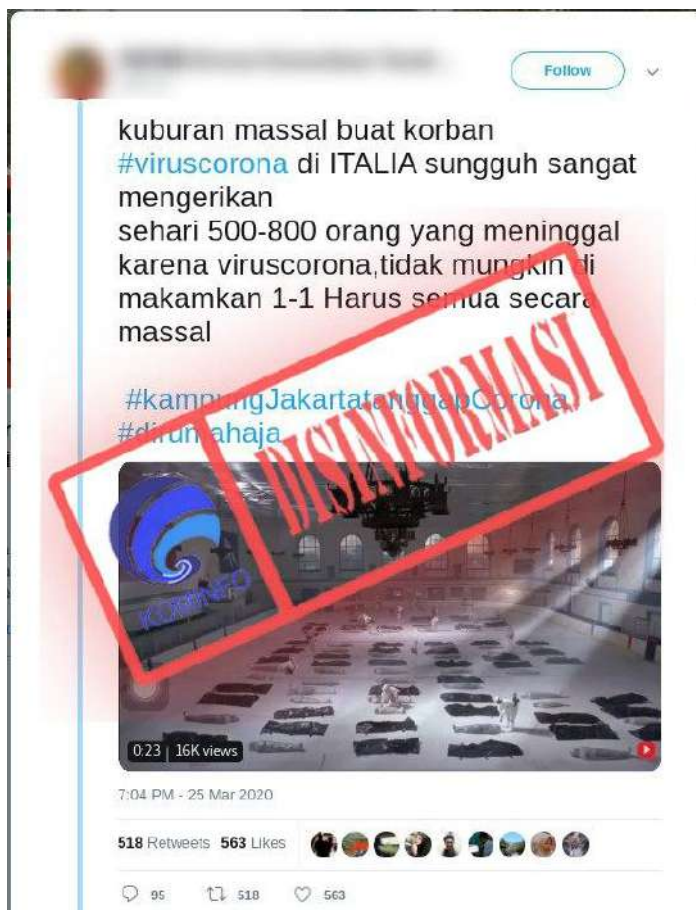 Follow
kuburan massal buat korban
#viruscorona di ITALIA sungguh sangat
mengerikan
sehari 500-800 orang yang meninggal
karena viruscorona,tidak mungkin di
makamkan 1-1 Harus semua secara
massal
#kampungJakartatanggapCorona
#dirumahaja
DISINFORMASI
KOMINFO
0:23 16K views
7:04 PM - 25 Mar 2020
518 Retweets 563 Likes
95 518 563